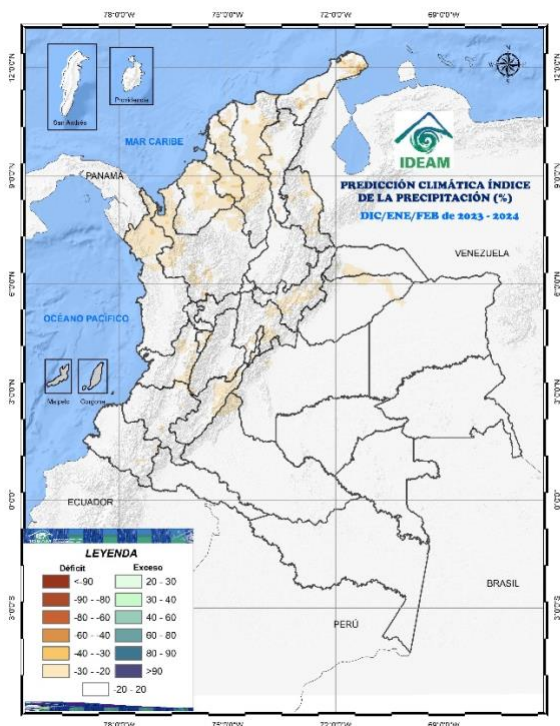 78°0'0"W 75°0'0"W 72°0'0"W 69°0'0"W
12°0'0"N
San Andrés
Providencia
MAR CARIBE
IDEAM
PANAMÁ
9°0'0"N
PREDICCIÓN CLIMÁTICA ÍNDICE
DE LA PRECIPITACIÓN (%)
DIC/ENE/FEB de 2023 - 2024
VENEZUELA
6°0'0"N
OCÉANO PACÍFICO
3°0'0"N
Malpelo
Gorgona
0°0'0"
ECUADOR
LEYENDA
Déficit Exceso
<-90 20 - 30
-90 - -80 30 - 40
-80 - -60 40 - 60
-60 - -40 60 - 80
-40 - -30 80 - 90
-30 - -20 >90
-20 - 20
BRASIL
3°0'0"S
PERÚ
78°0'0"W 75°0'0"W 72°0'0"W 69°0'0"W